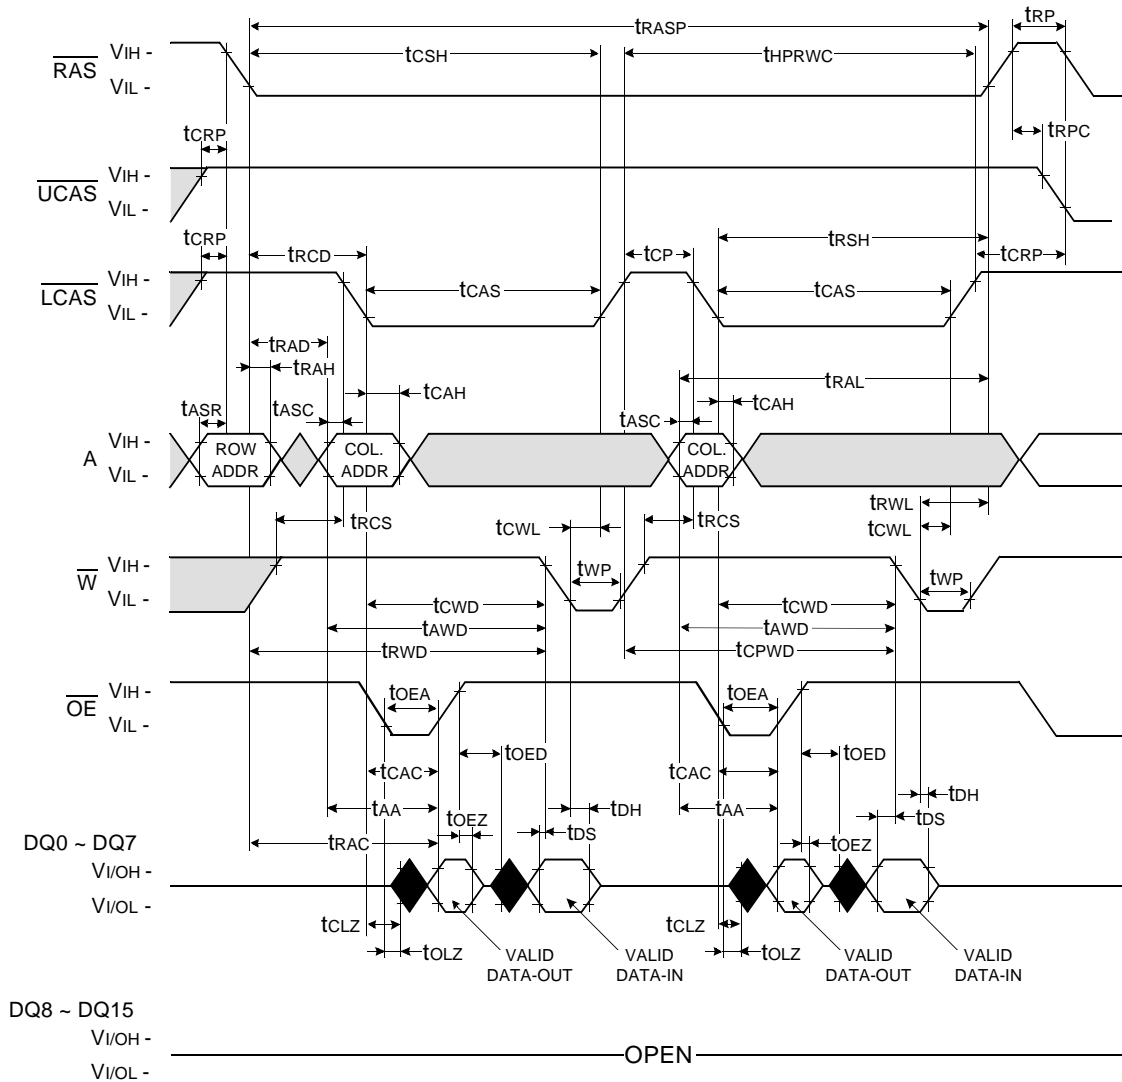 tRASP tRP
RAS VIH - tCSH tHPRWC
VIL -
tCRP tRPC
UCAS VIH -
VIL -
tCRP tRCD tCP tRSH tCRP
LCAS VIH - tCAS tCAS
VIL -
tRAD
tRAH tCAH tRAL
tASR tASC tASC tCAH
A VIH - ROW ADDR COL. ADDR COL. ADDR
VIL -
tRCS tCWL tRCS tRWL
tCWL
W VIH - tWP tWP
VIL - tCWD tCWD
tAWD tAWD
tRWD tCPWD
OE VIH - tOEA tOEA
VIL -
tOED tOED
tCAC tCAC
tAA tDH tAA tDH
tOEZ tDS tDS
DQ0 ~ DQ7 tRAC tOEZ
VI/OH -
VI/OL -
tCLZ tCLZ
tOLZ VALID DATA-OUT VALID DATA-IN tOLZ VALID DATA-OUT VALID DATA-IN
DQ8 ~ DQ15
VI/OH -
OPEN
VI/OL -